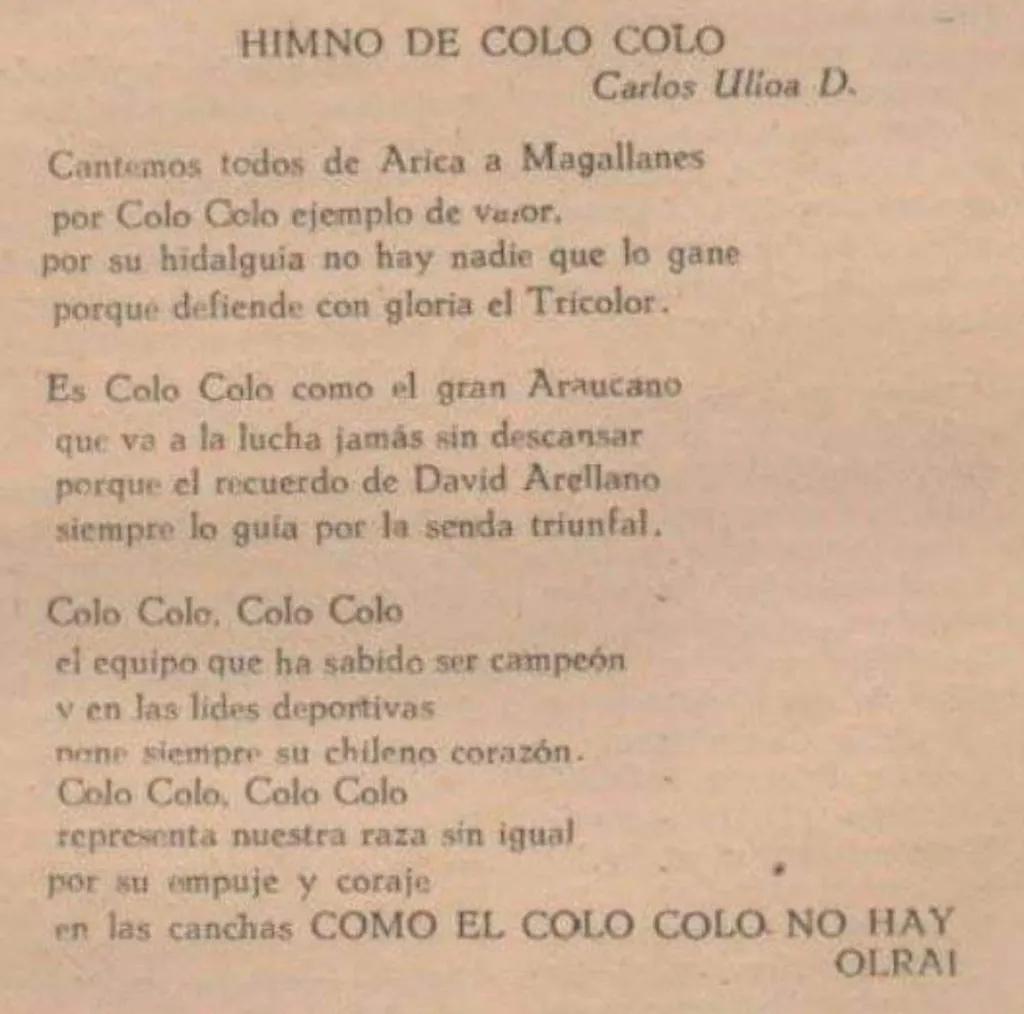 HIMNO DE COLO COLO
Carlos Ulloa D.
Cantemos todos de Arica a Magallanes
por Colo Colo ejemplo de valor,
por su hidalguía no hay nadie que lo gane
porque defiende con gloria el Tricolor.
Es Colo Colo como el gran Araucano
que va a la lucha jamás sin descansar
porque el recuerdo de David Arellano
siempre lo guía por la senda triunfal.
Colo Colo, Colo Colo
el equipo que ha sabido ser campeón
y en las lides deportivas
pone siempre su chileno corazón.
Colo Colo, Colo Colo
representa nuestra raza sin igual
por su empuje y coraje
en las canchas COMO EL COLO COLO NO HAY
OLRAI